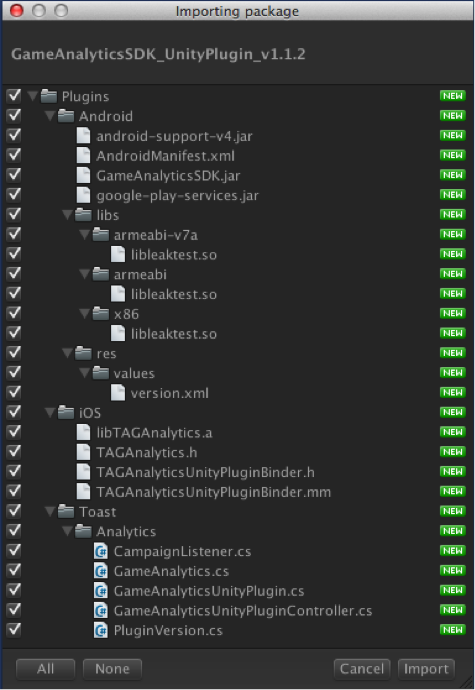 Importing package
GameAnalyticsSDK_UnityPlugin_v1.1.2
Plugins NEW
Android NEW
android-support-v4.jar NEW
AndroidManifest.xml NEW
GameAnalyticsSDK.jar NEW
google-play-services.jar NEW
libs NEW
armeabi-v7a NEW
libleaktest.so NEW
armeabi NEW
libleaktest.so NEW
x86 NEW
libleaktest.so NEW
res NEW
values NEW
version.xml NEW
iOS NEW
libTAGAnalytics.a NEW
TAGAnalytics.h NEW
TAGAnalyticsUnityPluginBinder.h NEW
TAGAnalyticsUnityPluginBinder.mm NEW
Toast NEW
Analytics NEW
CampaignListener.cs NEW
GameAnalytics.cs NEW
GameAnalyticsUnityPlugin.cs NEW
GameAnalyticsUnityPluginController.cs NEW
PluginVersion.cs NEW
All None Cancel Import